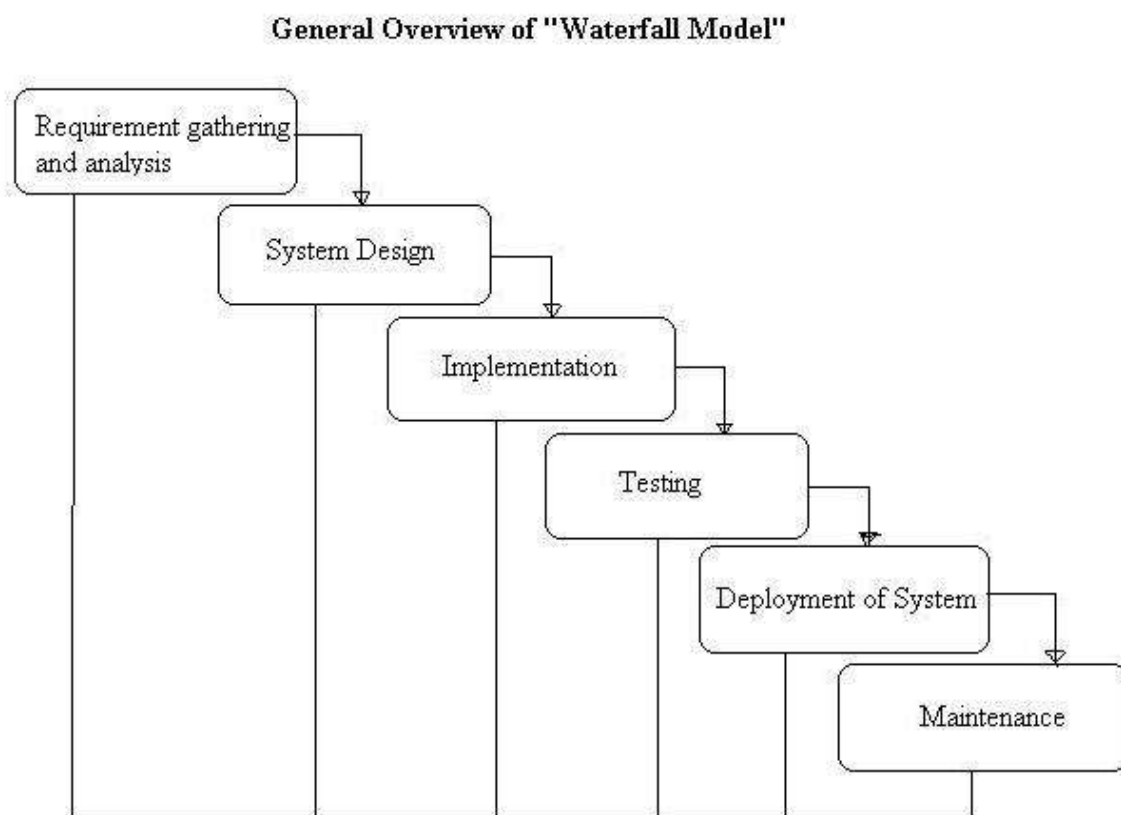 General Overview of "Waterfall Model"
Requirement gathering
and analysis
System Design
Implementation
Testing
Deployment of System
Maintenance